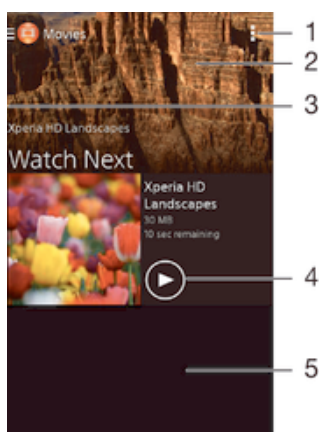 Movies
1
2
3
Xperia HD Landscapes
Watch Next
Xperia HD
Landscapes
30 MB
10 sec remaining
4
5